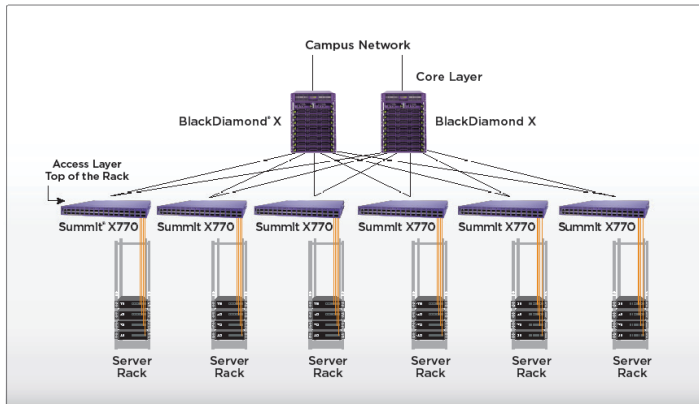 Campus Network
Core Layer
BlackDiamond® X
BlackDiamond X
Access Layer
Top of the Rack
Summit® X770
Summit X770
Summit X770
Summit X770
Summit X770
Summit X770
Server
Rack
Server
Rack
Server
Rack
Server
Rack
Server
Rack
Server
Rack